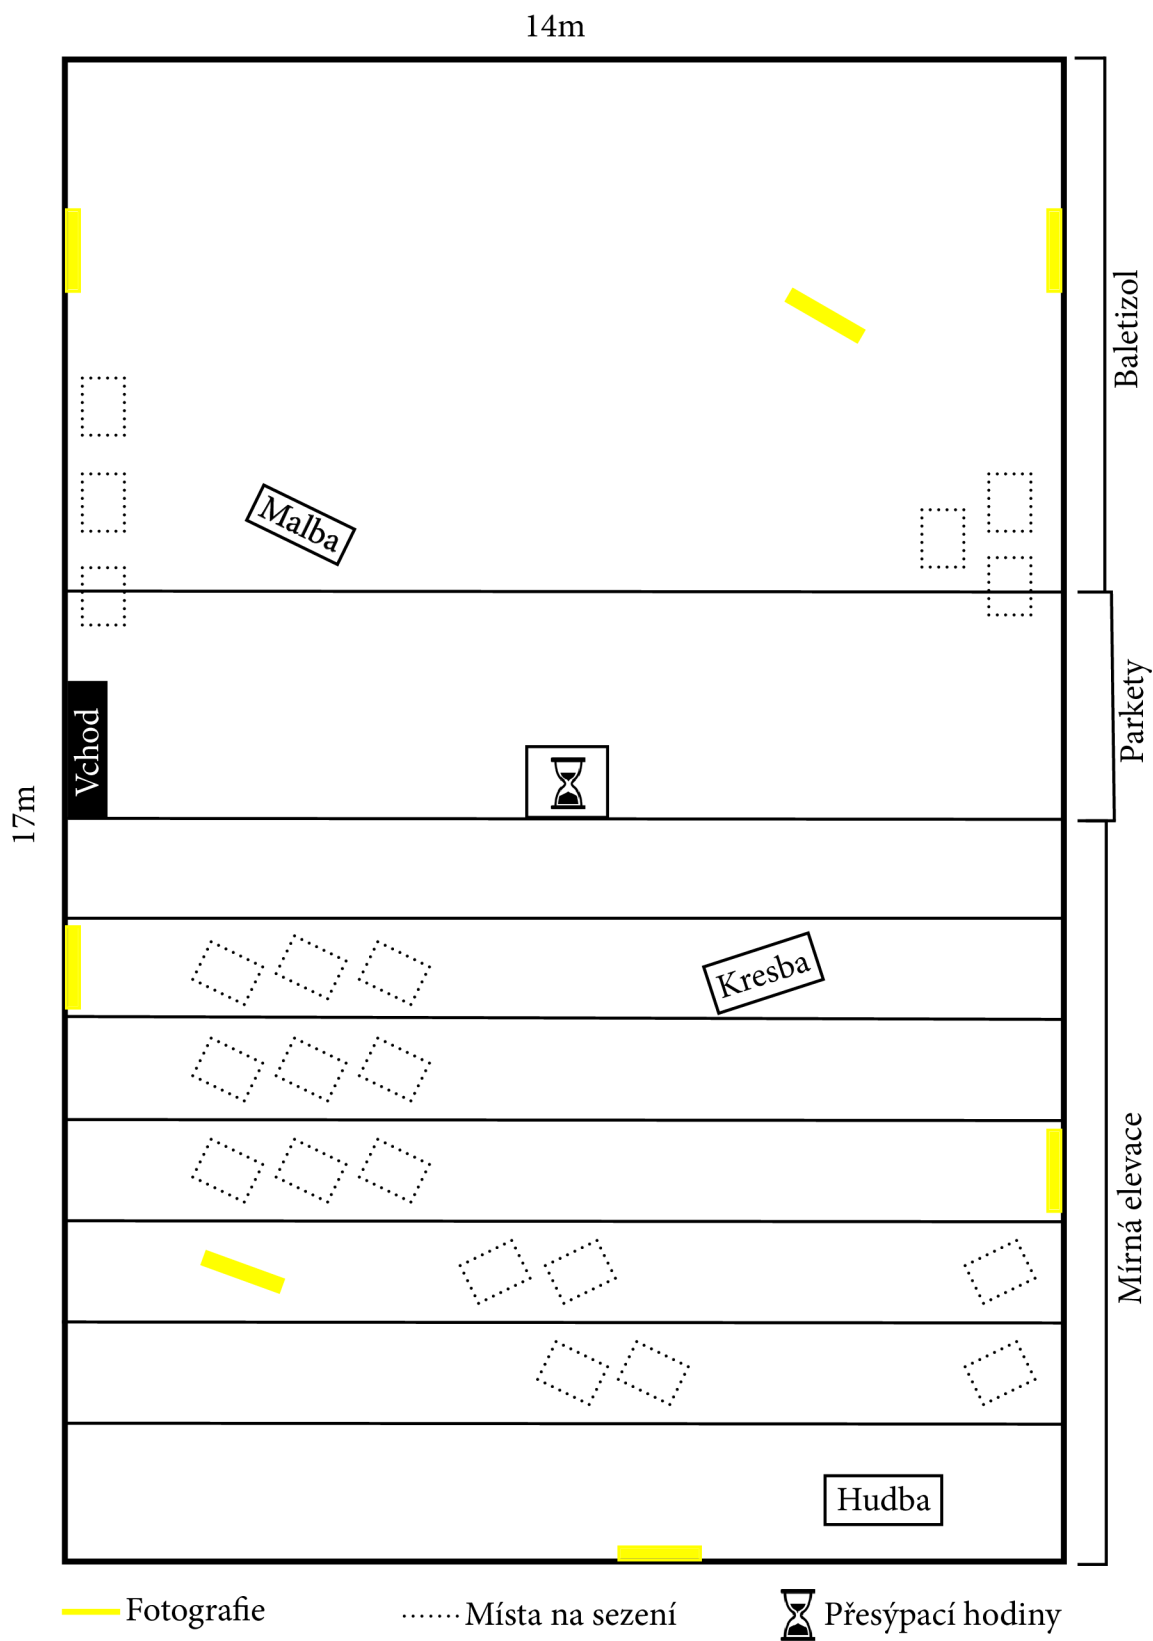 14m
Baletizol
Malba
Parkety
Vchod
17m
Kresba
Mírná elevace
Hudba
Fotografie
Místa na sezení
Přesýpací hodiny